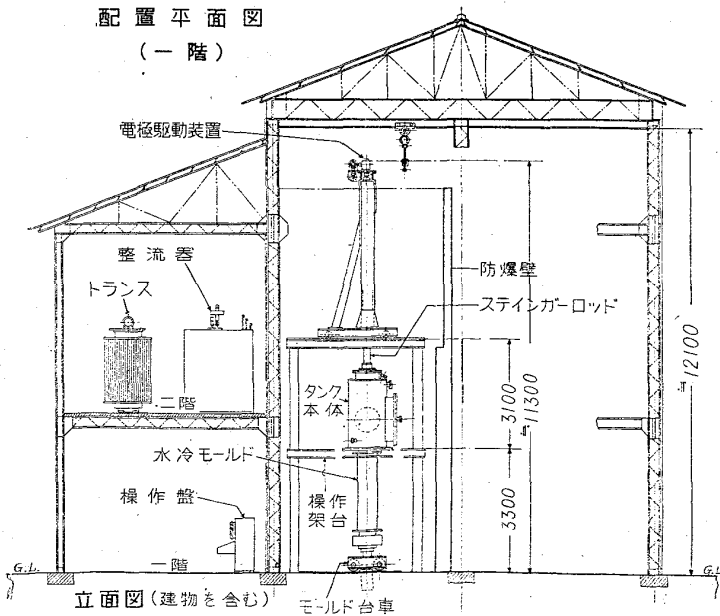 配置平面図
(一階)
電極駆動装置
整流器
トランス
防爆壁
ステインガーロッド
二階
タンク
本体
水冷モールド
操作盤
操作
架台
一階
3100
11300
12100
3300
G.L.
G.L.
立面図(建物を含む)
モールド台車